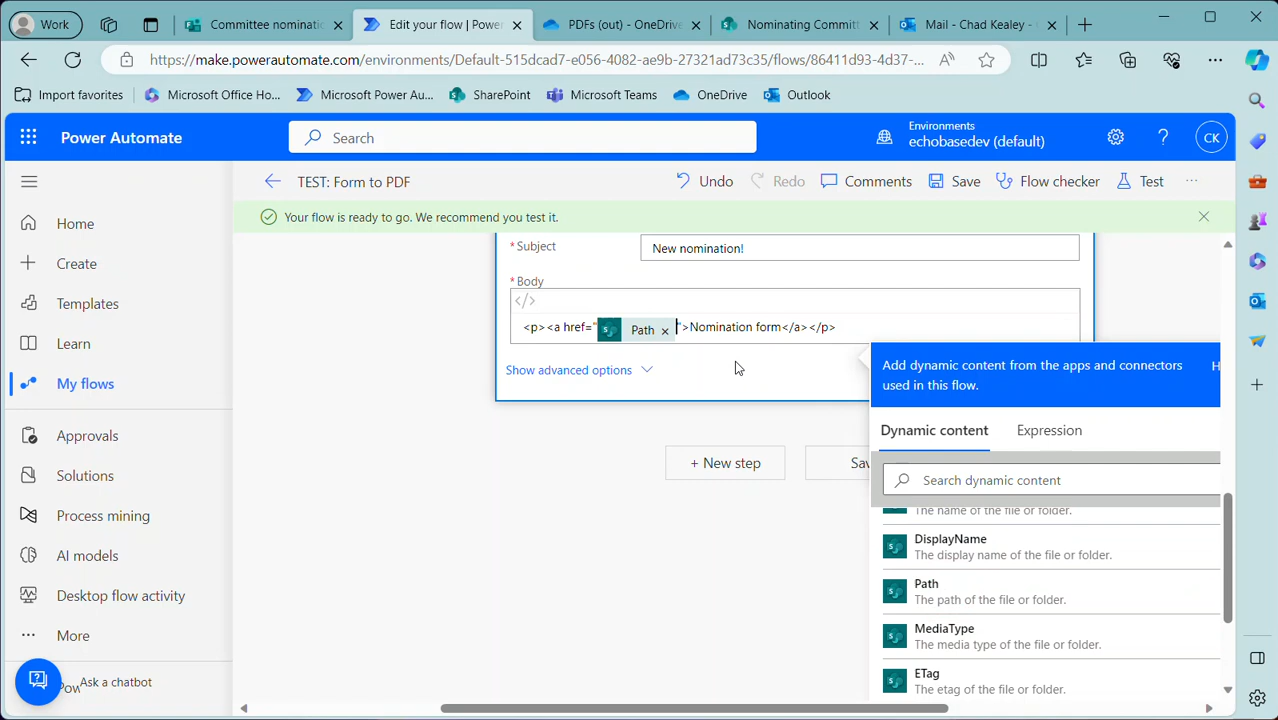 Work
Committee nominatio
Edit your flow | Power
PDFs (out) - OneDrive
Nominating Committ
Mail - Chad Kealey -
https://make.powerautomate.com/environments/Default-515dcad7-e056-4082-ae9b-27321ad73c35/flows/86411d93-4d37-...
Import favorites
Microsoft Office Ho...
Microsoft Power Au...
SharePoint
Microsoft Teams
OneDrive
Outlook
Power Automate
Search
Environments
echobasedev (default)
CK
TEST: Form to PDF
Undo
Redo
Comments
Save
Flow checker
Test
Your flow is ready to go. We recommend you test it.
Home
Create
Templates
Learn
My flows
Approvals
Solutions
Process mining
AI models
Desktop flow activity
More
Pow
Ask a chatbot
* Subject
New nomination!
* Body
</>
<p><a href="Path ×">Nomination form</a></p>
Show advanced options
+ New step
Sav
Add dynamic content from the apps and connectors
used in this flow.
H
Dynamic content
Expression
Search dynamic content
The name of the file or folder.
DisplayName
The display name of the file or folder.
Path
The path of the file or folder.
MediaType
The media type of the file or folder.
ETag
The etag of the file or folder.